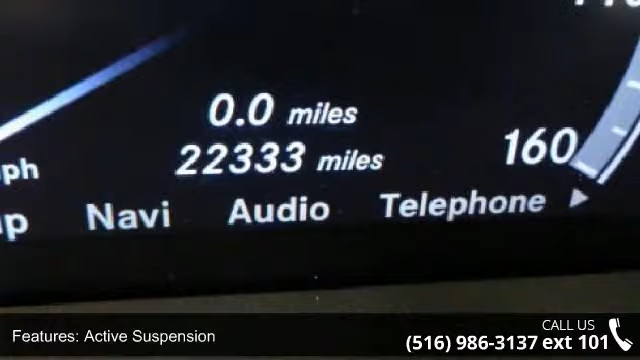 0.0 miles
22333 miles
160
Navi Audio Telephone
Features: Active Suspension
CALL US
(516) 986-3137 ext 101